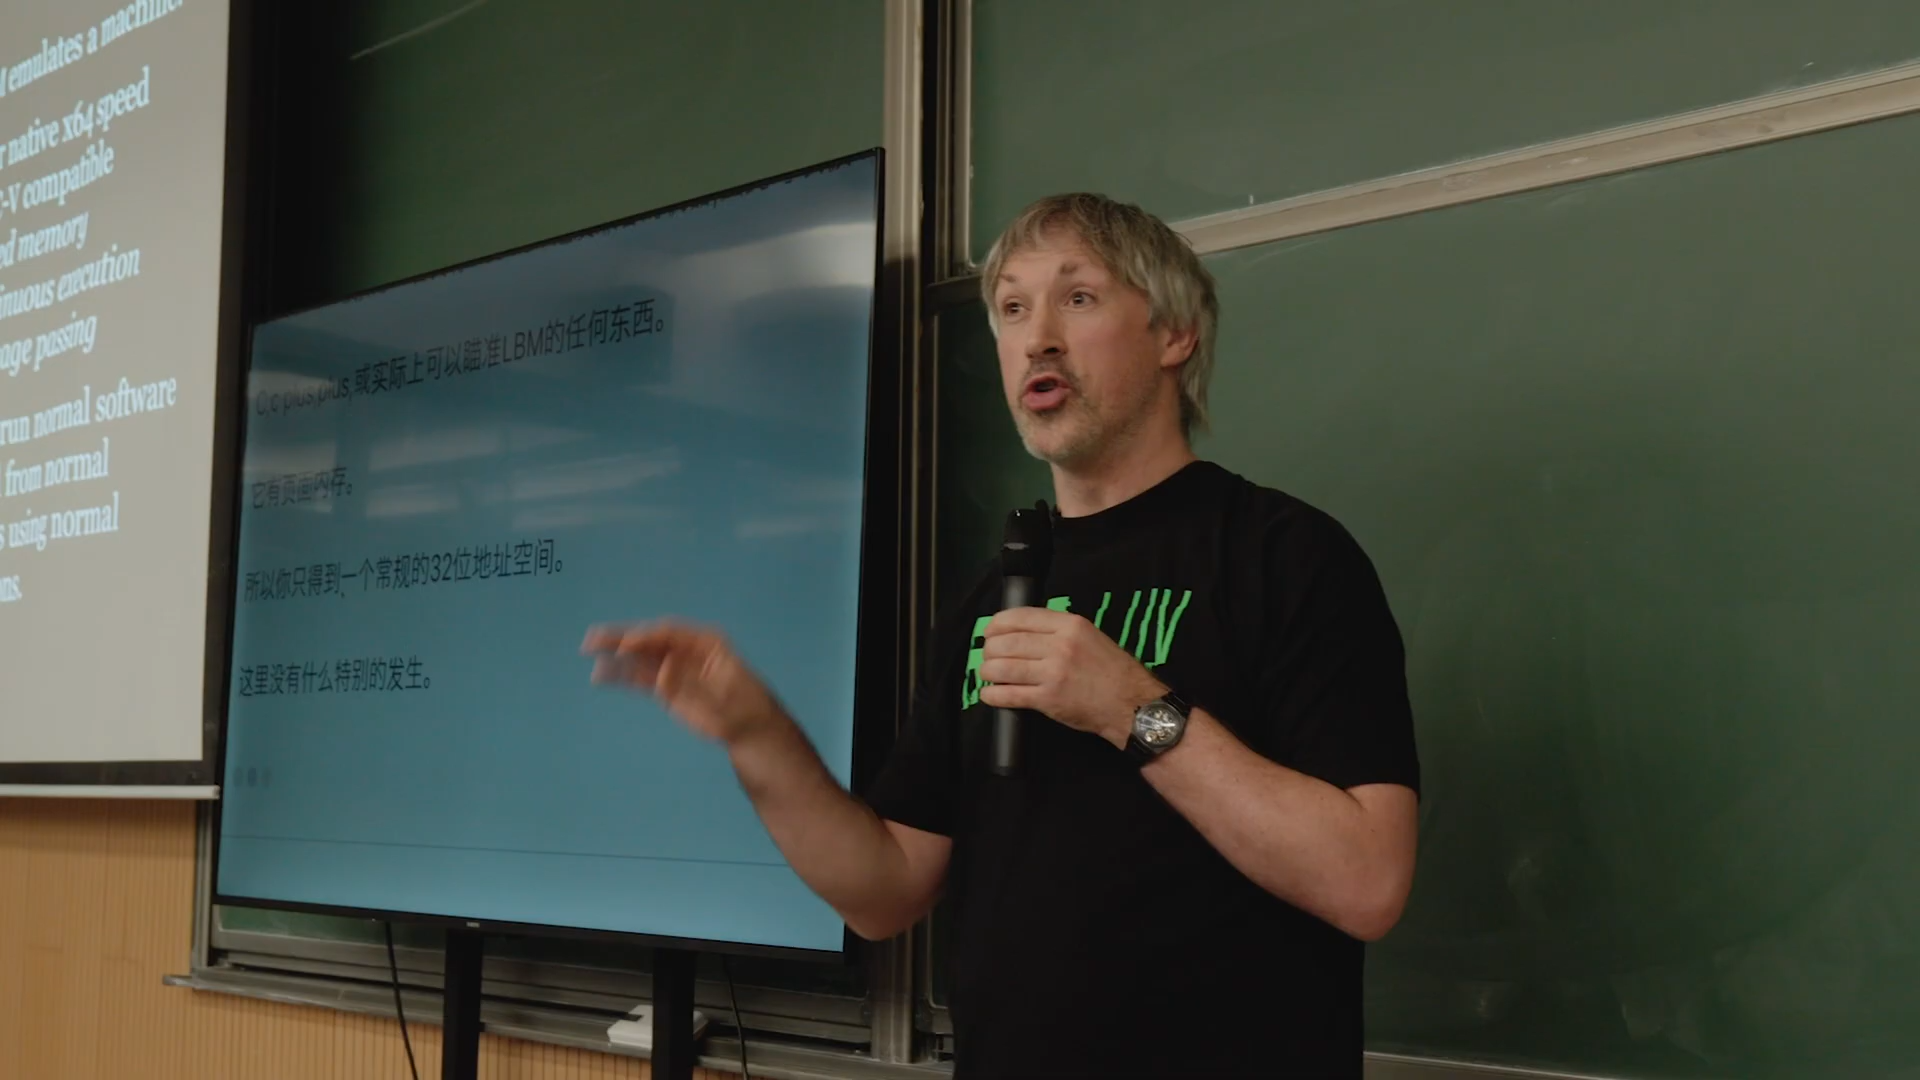 emulates a machine.
native x64 speed
-V compatible
memory
execution
passing
run normal software
from normal
using normal
C,c plus plus,或实际上可以瞄准LBM的任何东西。
它有页面内存。
所以你只得到一个常规的32位地址空间。
这里没有什么特别的发生。